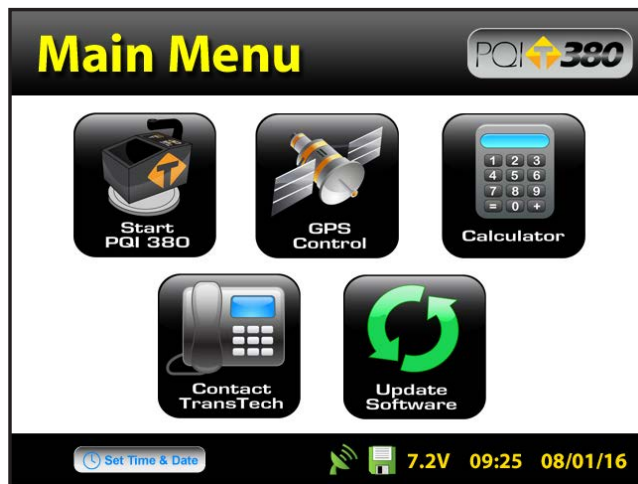 Main Menu
PQI T 380
T
Start
PQI 380
GPS
Control
1 2 3
4 5 6
7 8 9
= 0 +
Calculator
Contact
TransTech
Update
Software
Set Time & Date
7.2V 09:25 08/01/16